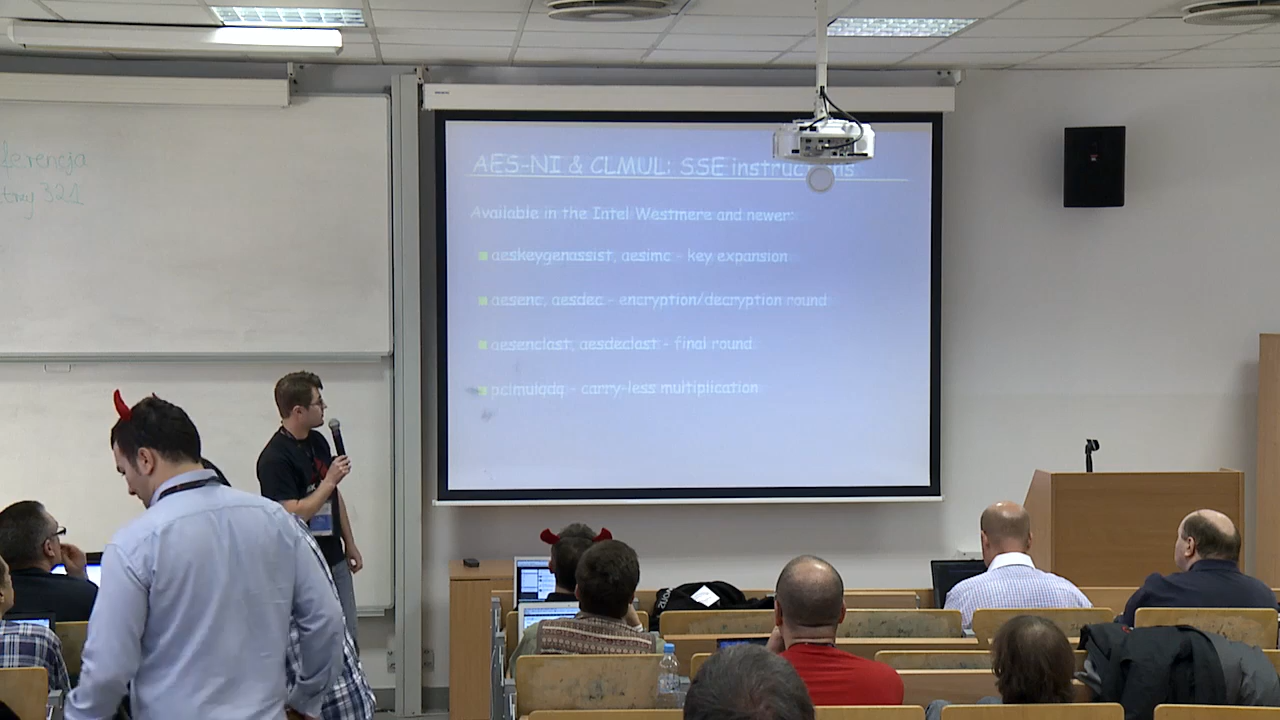 ferencja
321
AES-NI & CLMUL: SSE instructions
Available in the Intel Westmere and newer:
aeskeygenassist, aesimc - key expansion
aesenc, aesdec - encryption/decryption round
aesenclast, aesdeclast - final round
pclmulqdq - carry-less multiplication